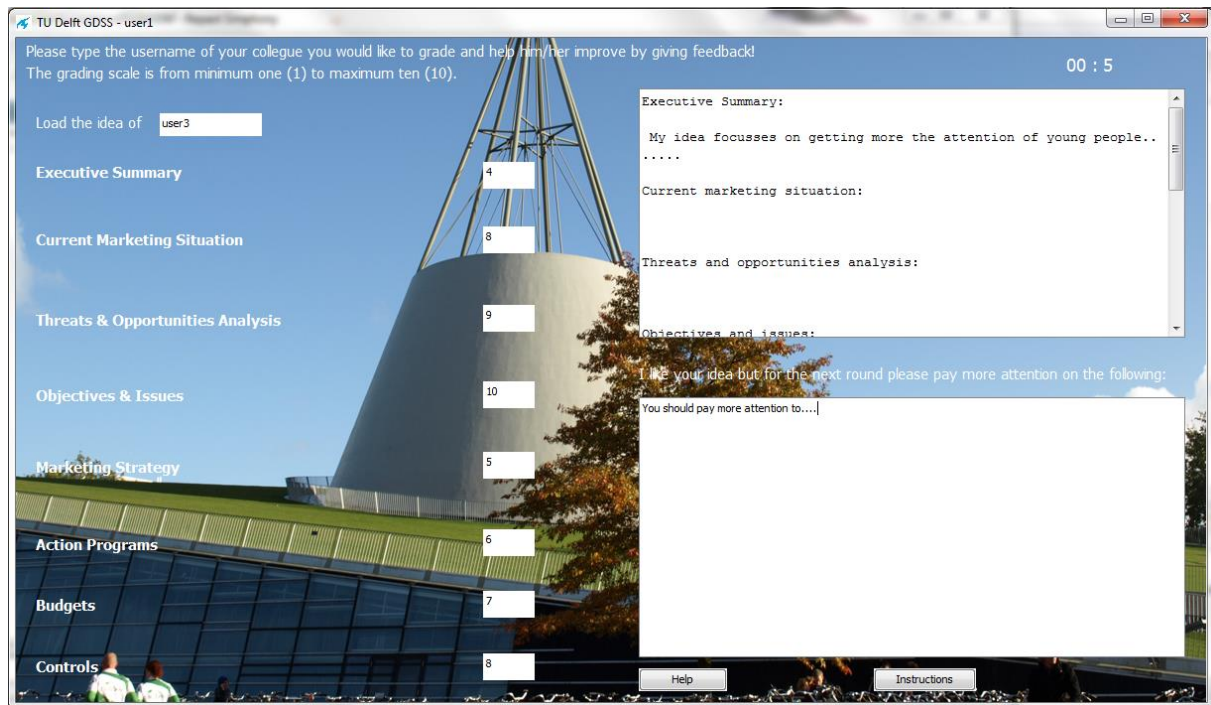 TU Delft GDSS - user1
Please type the username of your collegue you would like to grade and help him/her improve by giving feedback!
The grading scale is from minimum one (1) to maximum ten (10).
00 : 5
Load the idea of user3
Executive Summary 4
Current Marketing Situation 8
Threats & Opportunities Analysis 9
Objectives & Issues 10
Marketing Strategy 5
Action Programs 6
Budgets 7
Controls 8
Executive Summary:
My idea focusses on getting more the attention of young people..
.....
Current marketing situation:
Threats and opportunities analysis:
Objectives and issues:
I like your idea but for the next round please pay more attention on the following:
You should pay more attention to....
Help
Instructions